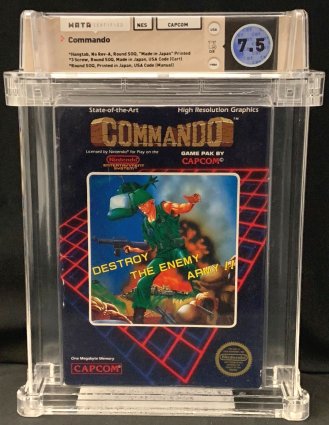 WATA CERTIFIED NES CAPCOM
Commando
7.5
*Hangtab, No Rev-A, Round SOQ, "Made in Japan" Printed
*3 Screw, Round SOQ, Made in Japan, USA Code [Cart]
*Round SOQ, Printed in Japan, USA Code [Manual]
State-of-the-Art High Resolution Graphics
COMMANDO™
Licensed by Nintendo® for Play on the
Nintendo
ENTERTAINMENT SYSTEM
GAME PAK BY
CAPCOM©
DESTROY
THE ENEMY
ARMY !
One Megabyte Memory
CAPCOM
Nintendo